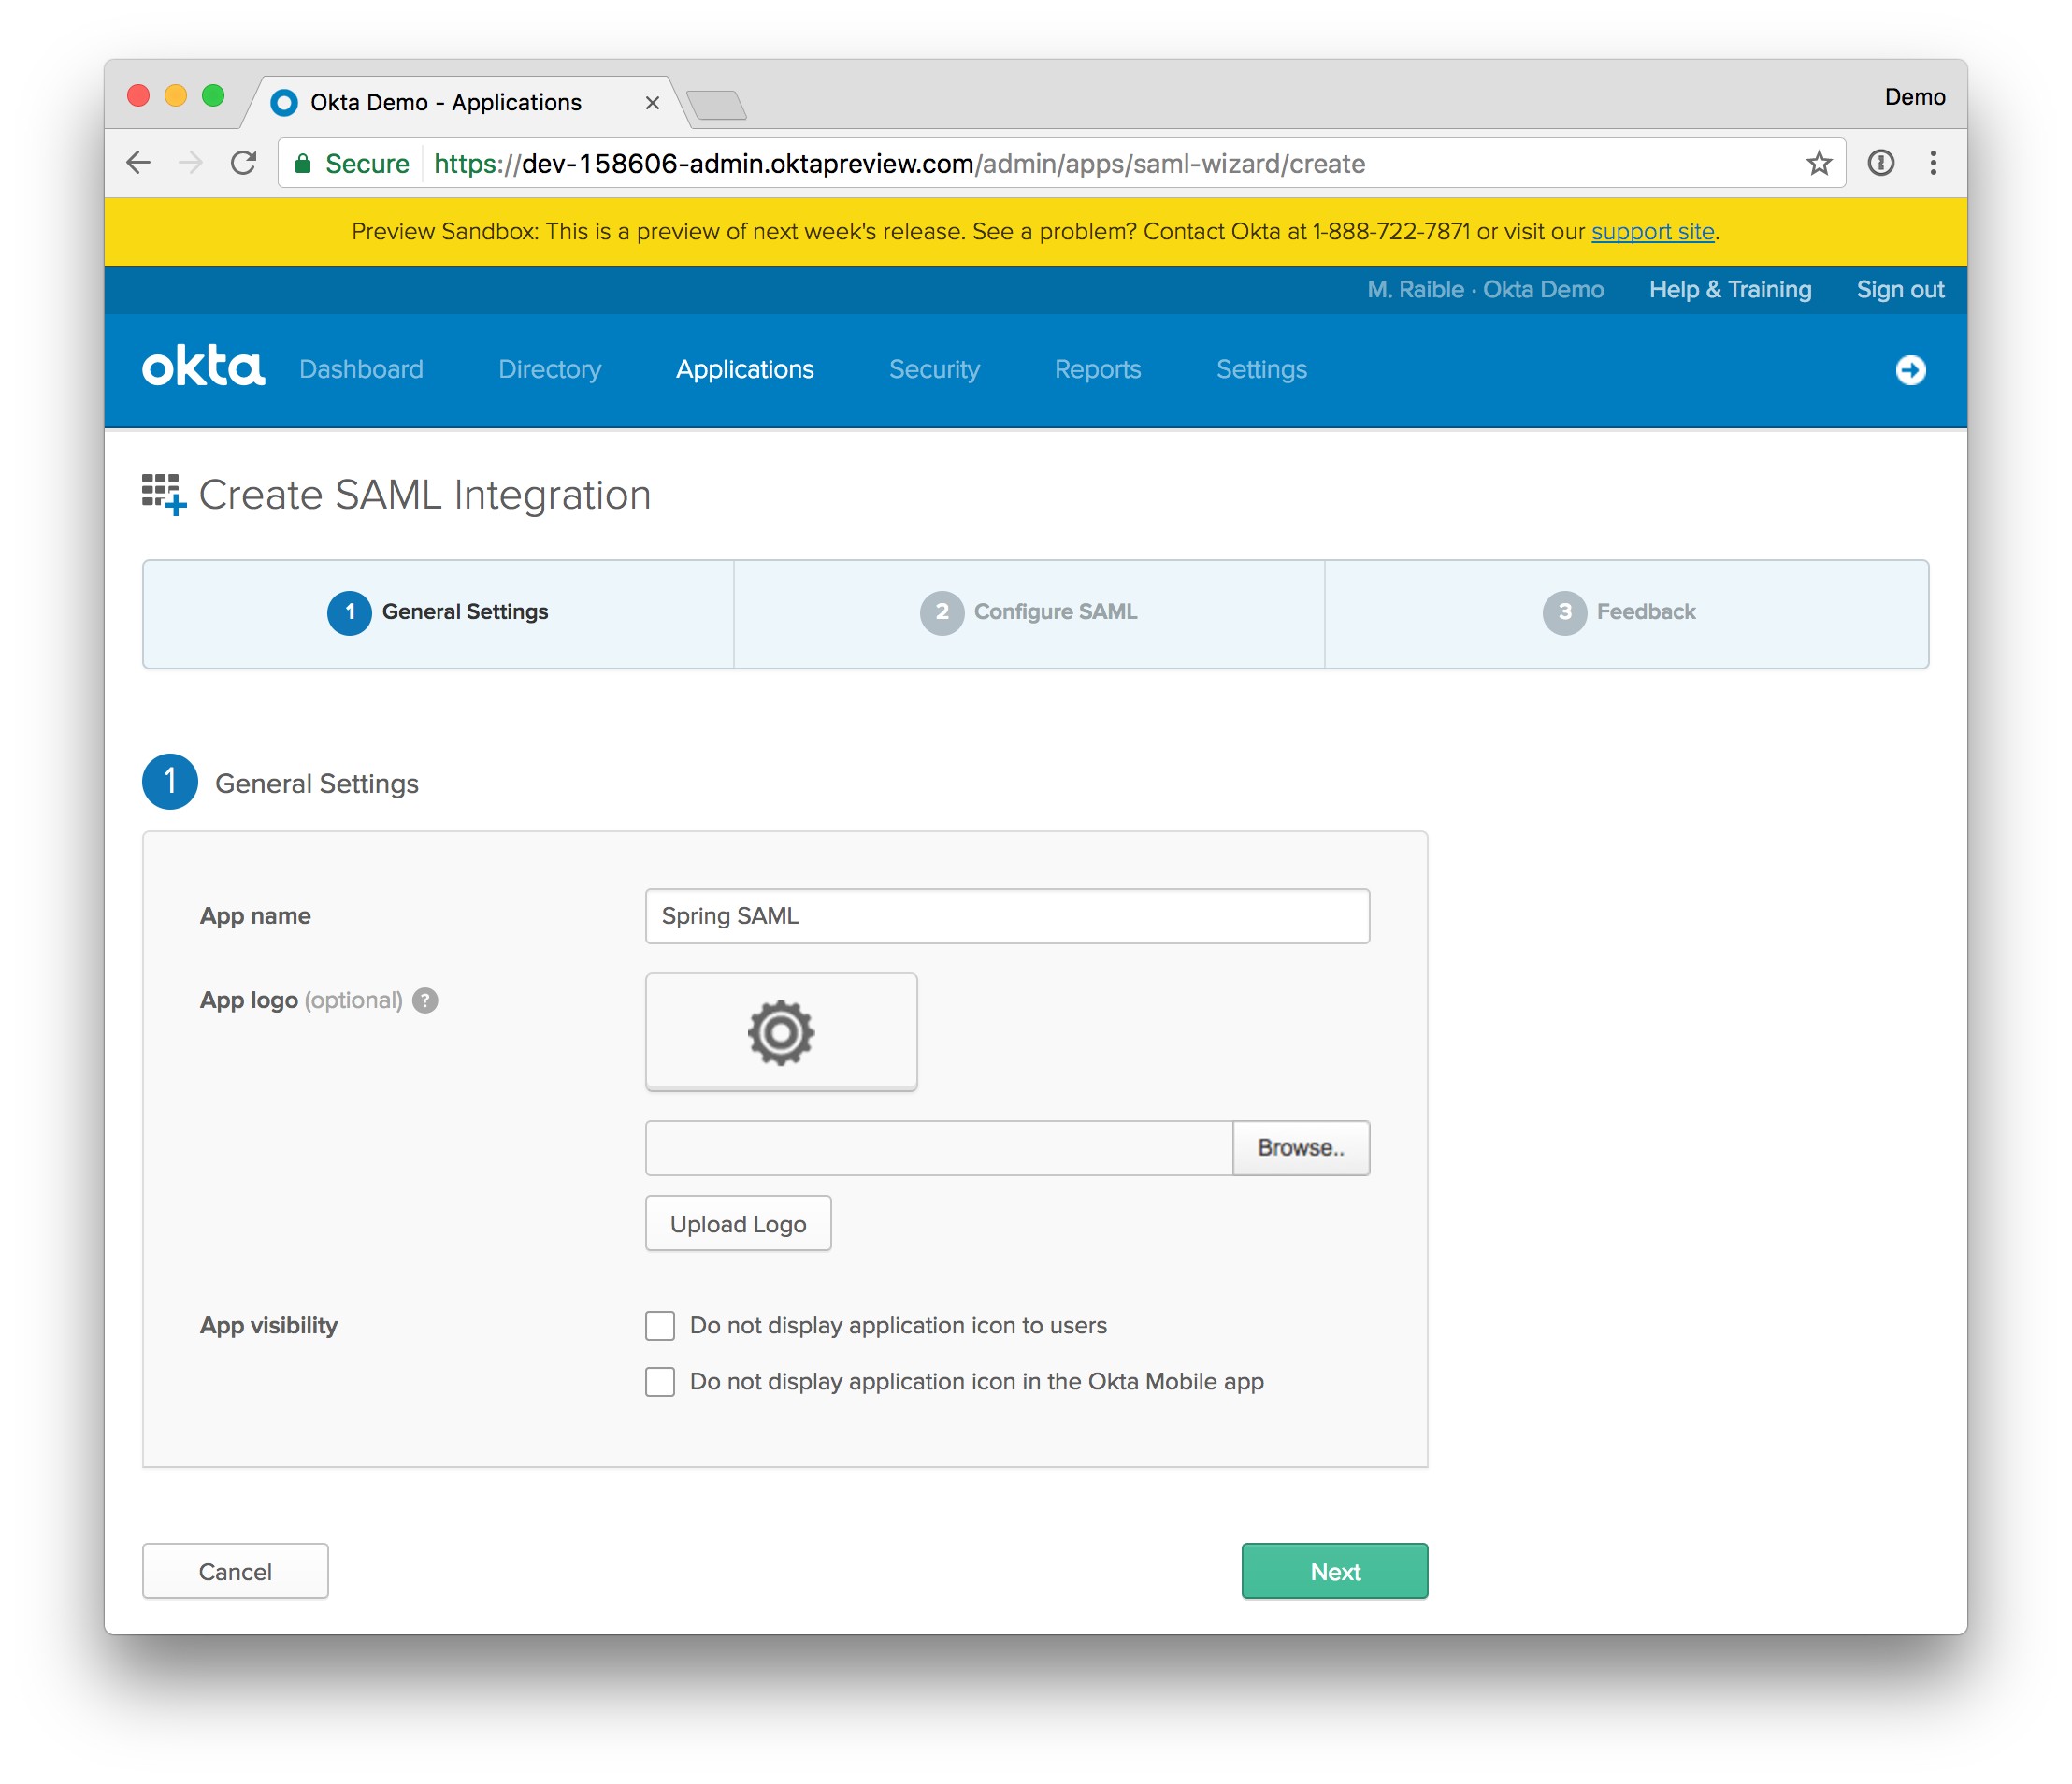 Okta Demo - Applications
Demo
Secure https://dev-158606-admin.oktapreview.com/admin/apps/saml-wizard/create
Preview Sandbox: This is a preview of next week's release. See a problem? Contact Okta at 1-888-722-7871 or visit our support site.
M. Raible · Okta Demo Help & Training Sign out
okta Dashboard Directory Applications Security Reports Settings
Create SAML Integration
1 General Settings 2 Configure SAML 3 Feedback
1 General Settings
App name Spring SAML
App logo (optional) ?
Browse..
Upload Logo
App visibility Do not display application icon to users
Do not display application icon in the Okta Mobile app
Cancel Next